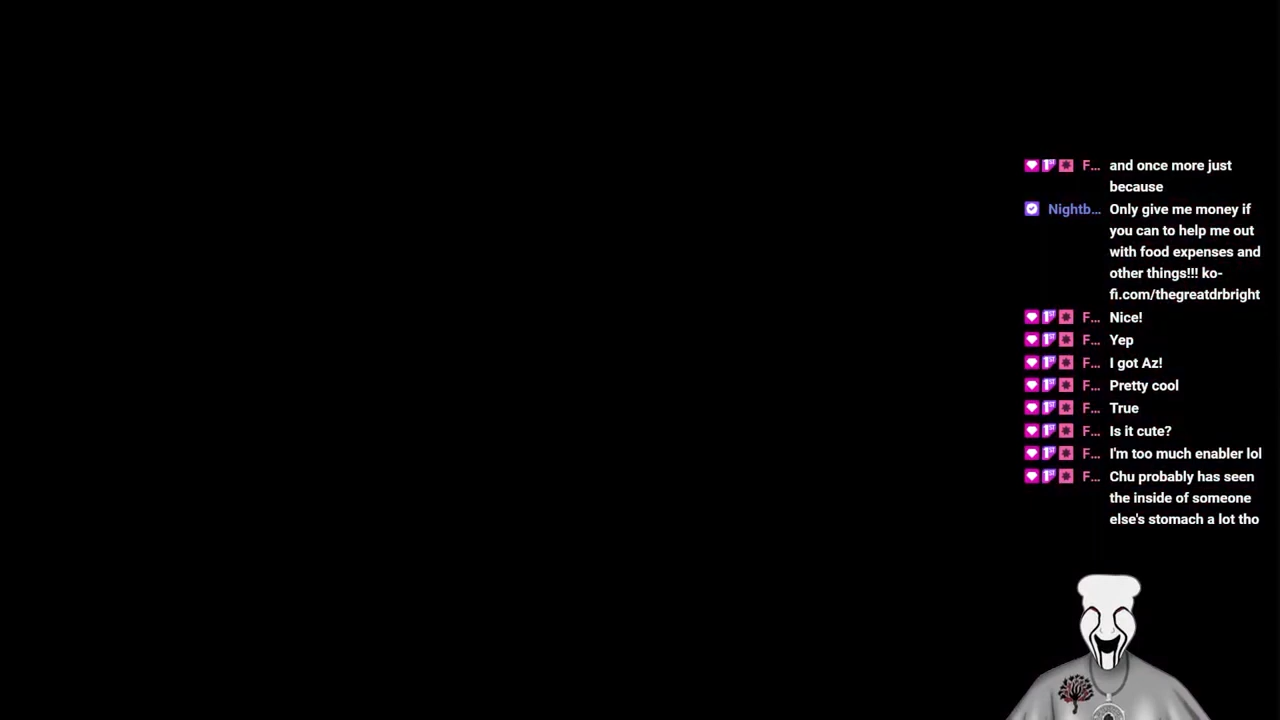 F... and once more just
because
Nightb... Only give me money if
you can to help me out
with food expenses and
other things!!! ko-
fi.com/thegreatdrbright
F... Nice!
F... Yep
F... I got Az!
F... Pretty cool
F... True
F... Is it cute?
F... I'm too much enabler lol
F... Chu probably has seen
the inside of someone
else's stomach a lot tho